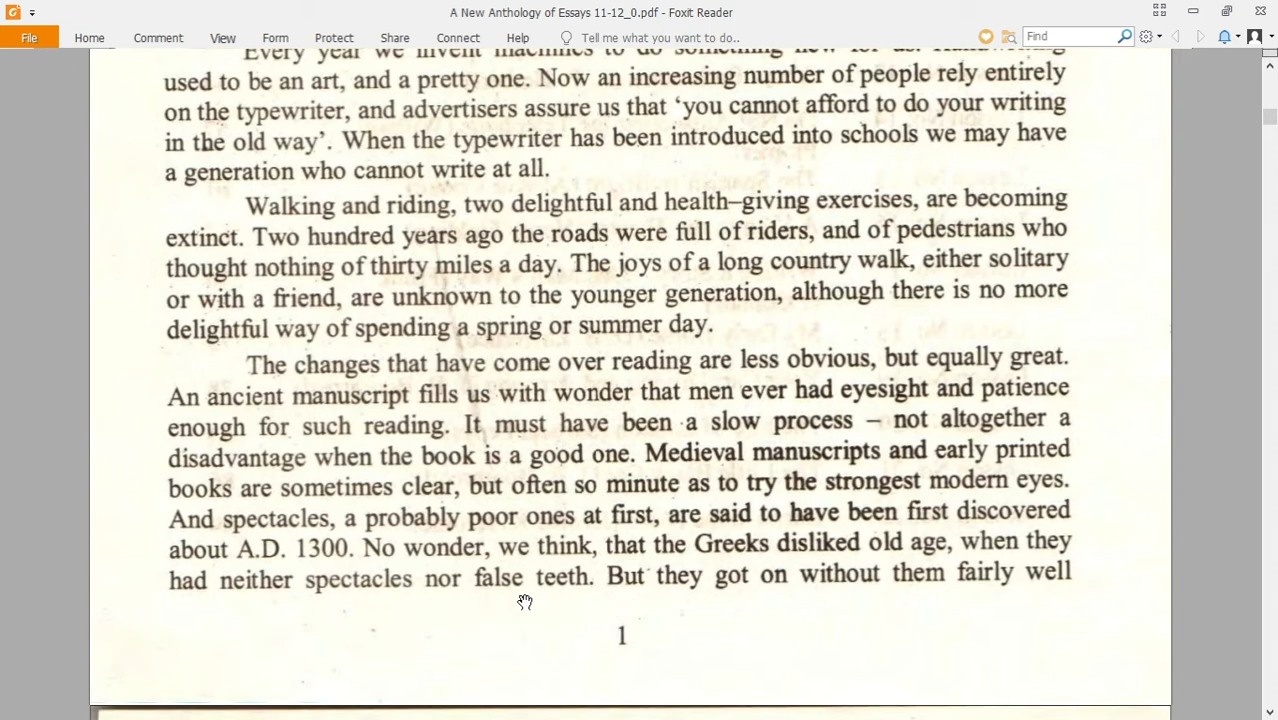 A New Anthology of Essays 11-12_0.pdf - Foxit Reader
File Home Comment View Form Protect Share Connect Help Tell me what you want to do.. Find
Every year we invent machines to do something new for us. Handwriting
used to be an art, and a pretty one. Now an increasing number of people rely entirely
on the typewriter, and advertisers assure us that ‘you cannot afford to do your writing
in the old way’. When the typewriter has been introduced into schools we may have
a generation who cannot write at all.
Walking and riding, two delightful and health–giving exercises, are becoming
extinct. Two hundred years ago the roads were full of riders, and of pedestrians who
thought nothing of thirty miles a day. The joys of a long country walk, either solitary
or with a friend, are unknown to the younger generation, although there is no more
delightful way of spending a spring or summer day.
The changes that have come over reading are less obvious, but equally great.
An ancient manuscript fills us with wonder that men ever had eyesight and patience
enough for such reading. It must have been a slow process – not altogether a
disadvantage when the book is a good one. Medieval manuscripts and early printed
books are sometimes clear, but often so minute as to try the strongest modern eyes.
And spectacles, a probably poor ones at first, are said to have been first discovered
about A.D. 1300. No wonder, we think, that the Greeks disliked old age, when they
had neither spectacles nor false teeth. But they got on without them fairly well
1